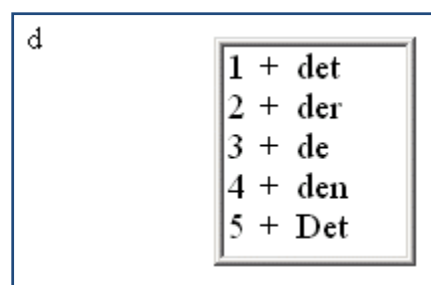 d
1 + det
2 + der
3 + de
4 + den
5 + Det